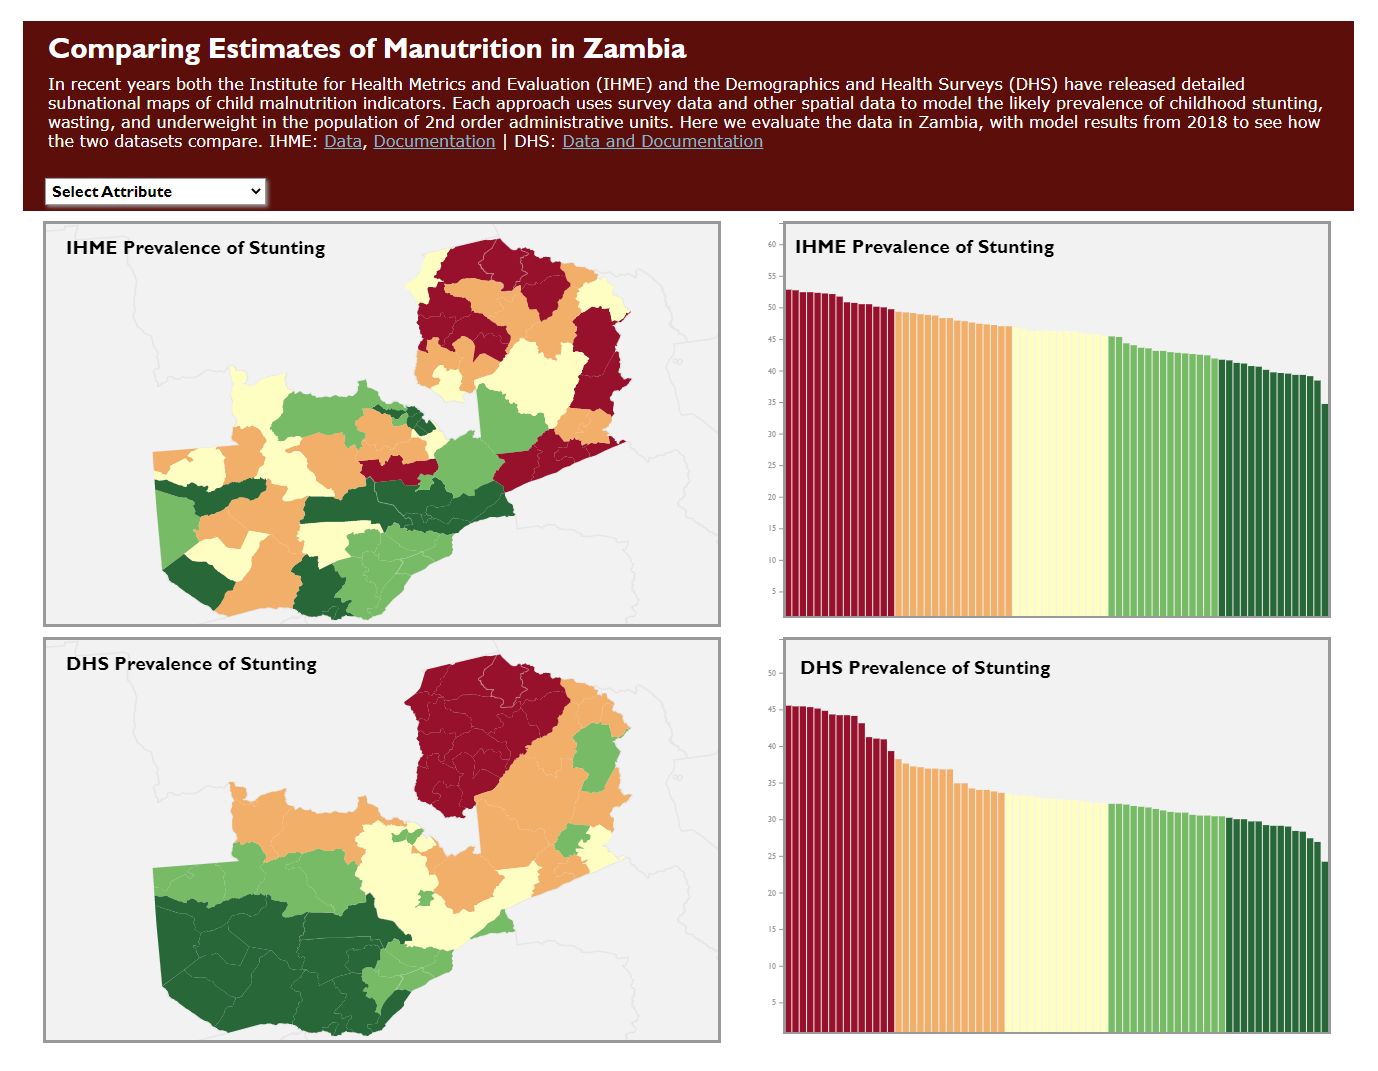 Comparing Estimates of Manutrition in Zambia
In recent years both the Institute for Health Metrics and Evaluation (IHME) and the Demographics and Health Surveys (DHS) have released detailed
subnational maps of child malnutrition indicators. Each approach uses survey data and other spatial data to model the likely prevalence of childhood stunting,
wasting, and underweight in the population of 2nd order administrative units. Here we evaluate the data in Zambia, with model results from 2018 to see how
the two datasets compare. IHME: Data, Documentation | DHS: Data and Documentation
Select Attribute
IHME Prevalence of Stunting
IHME Prevalence of Stunting
60
55
50
45
40
35
30
25
20
15
10
5
DHS Prevalence of Stunting
DHS Prevalence of Stunting
50
45
40
35
30
25
20
15
10
5